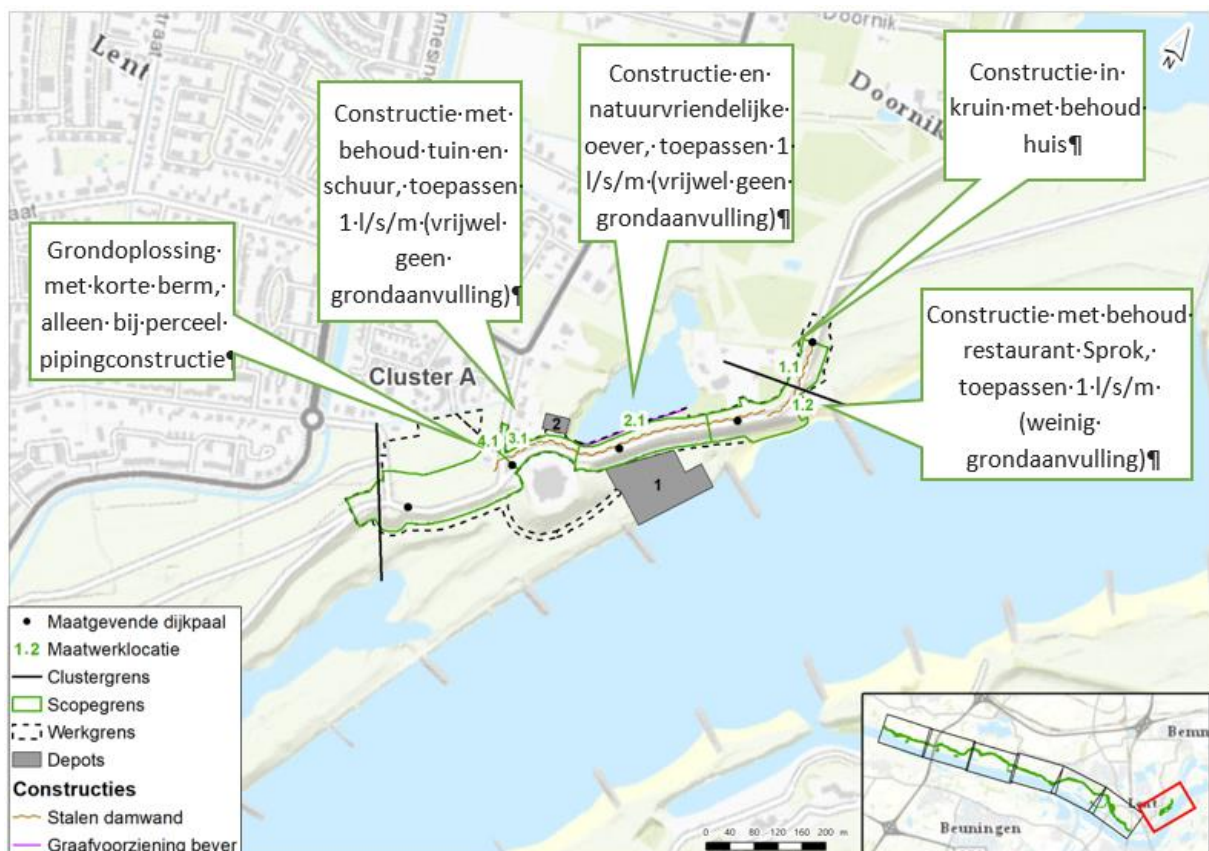 Lent
straat
Doornik
Doornik
N
Constructie·met·
behoud·tuin·en·
schuur,·toepassen·
1·l/s/m·(vrijwel·
geen·
grondaanvulling)¶
Constructie·en·
natuurvriendelijke·
oever,·toepassen·1·
l/s/m·(vrijwel·geen·
grondaanvulling)¶
Constructie·in·
kruin·met·behoud·
huis¶
Grondoplossing·
met·korte·berm,·
alleen·bij·perceel·
pipingconstructie¶
Constructie·met·behoud·
restaurant·Sprok,·
toepassen·1·l/s/m·
(weinig·
grondaanvulling)¶
Cluster A
1.1
1.2
2.1
2
3.1
4.1
1
Maatgevende dijkpaal
1.2 Maatwerklocatie
Clustergrens
Scopegrens
Werkgrens
Depots
Constructies
Stalen damwand
Graafvoorziening bever
0 40 80 120 160 200 m
Lent
Beuningen